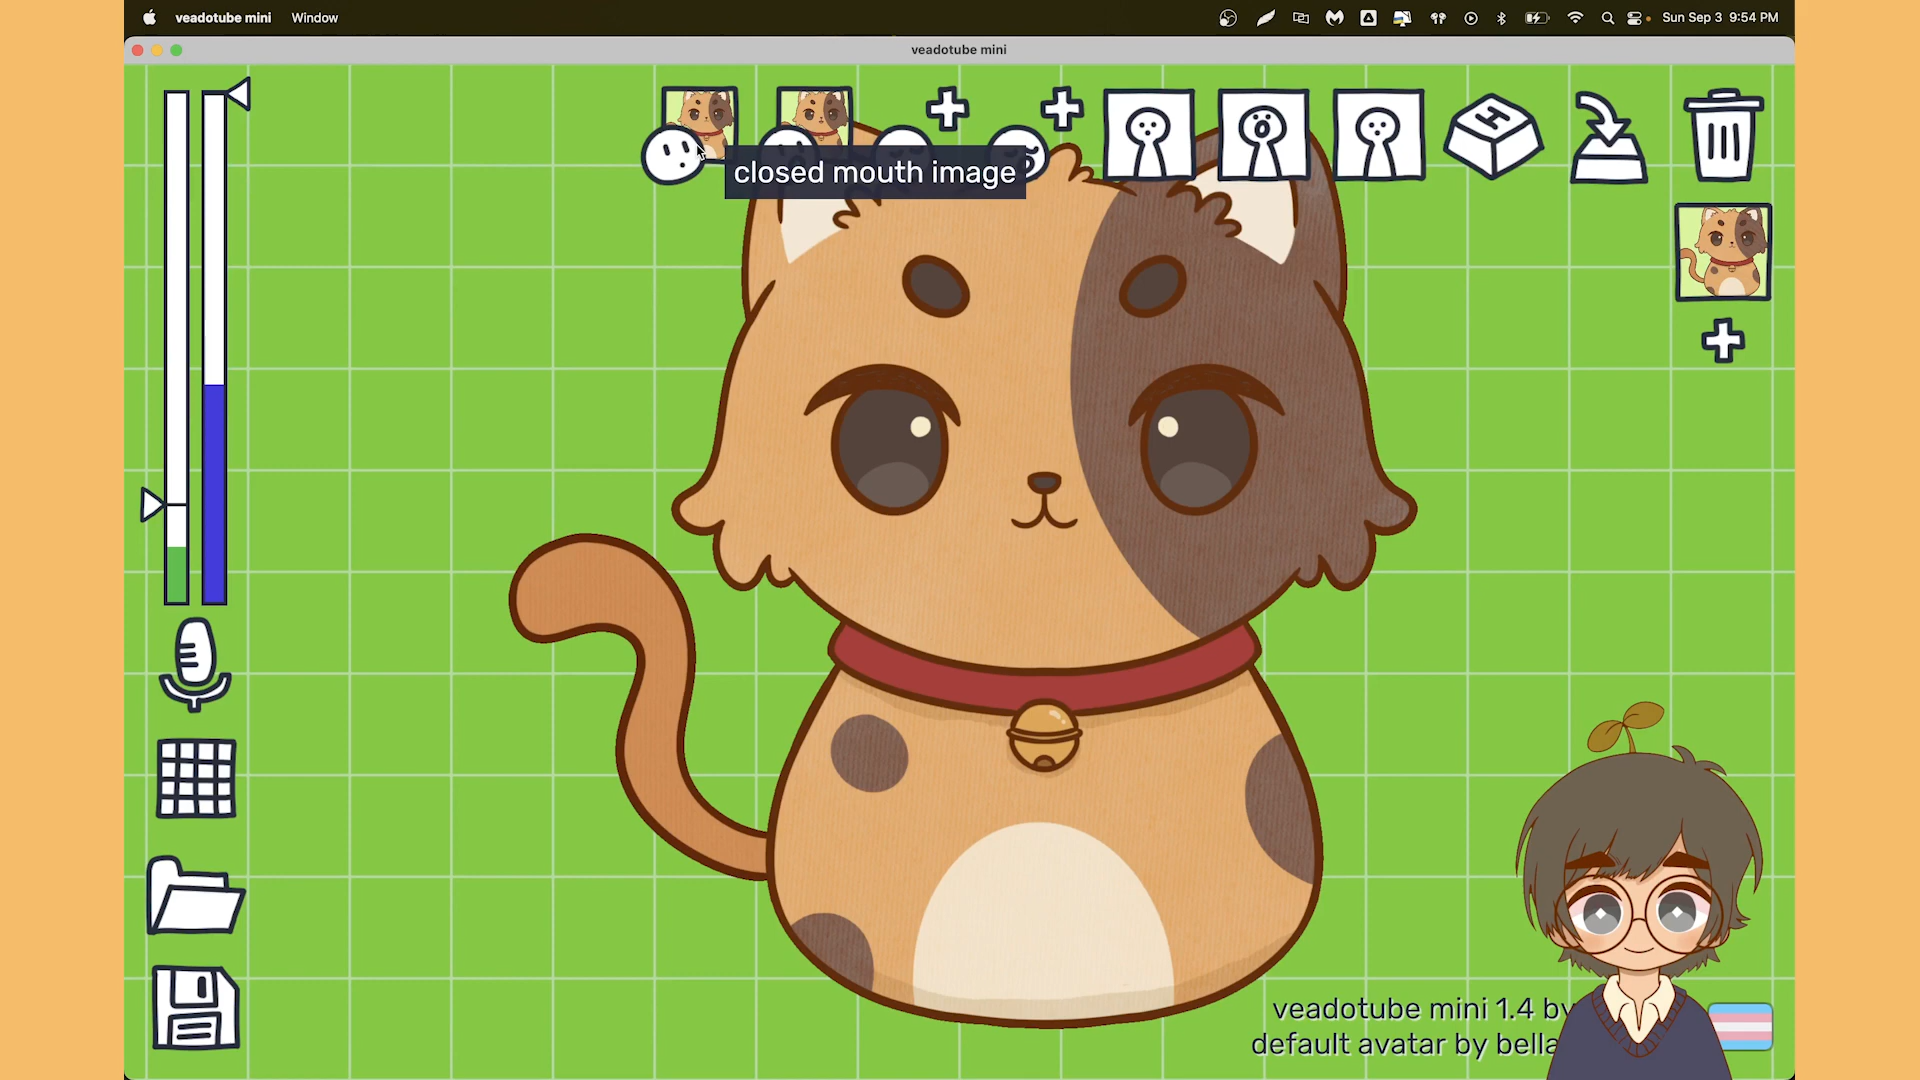 veadotube mini Window Sun Sep 3 9:54 PM
veadotube mini
closed mouth image
veadotube mini 1.4 by
default avatar by bella